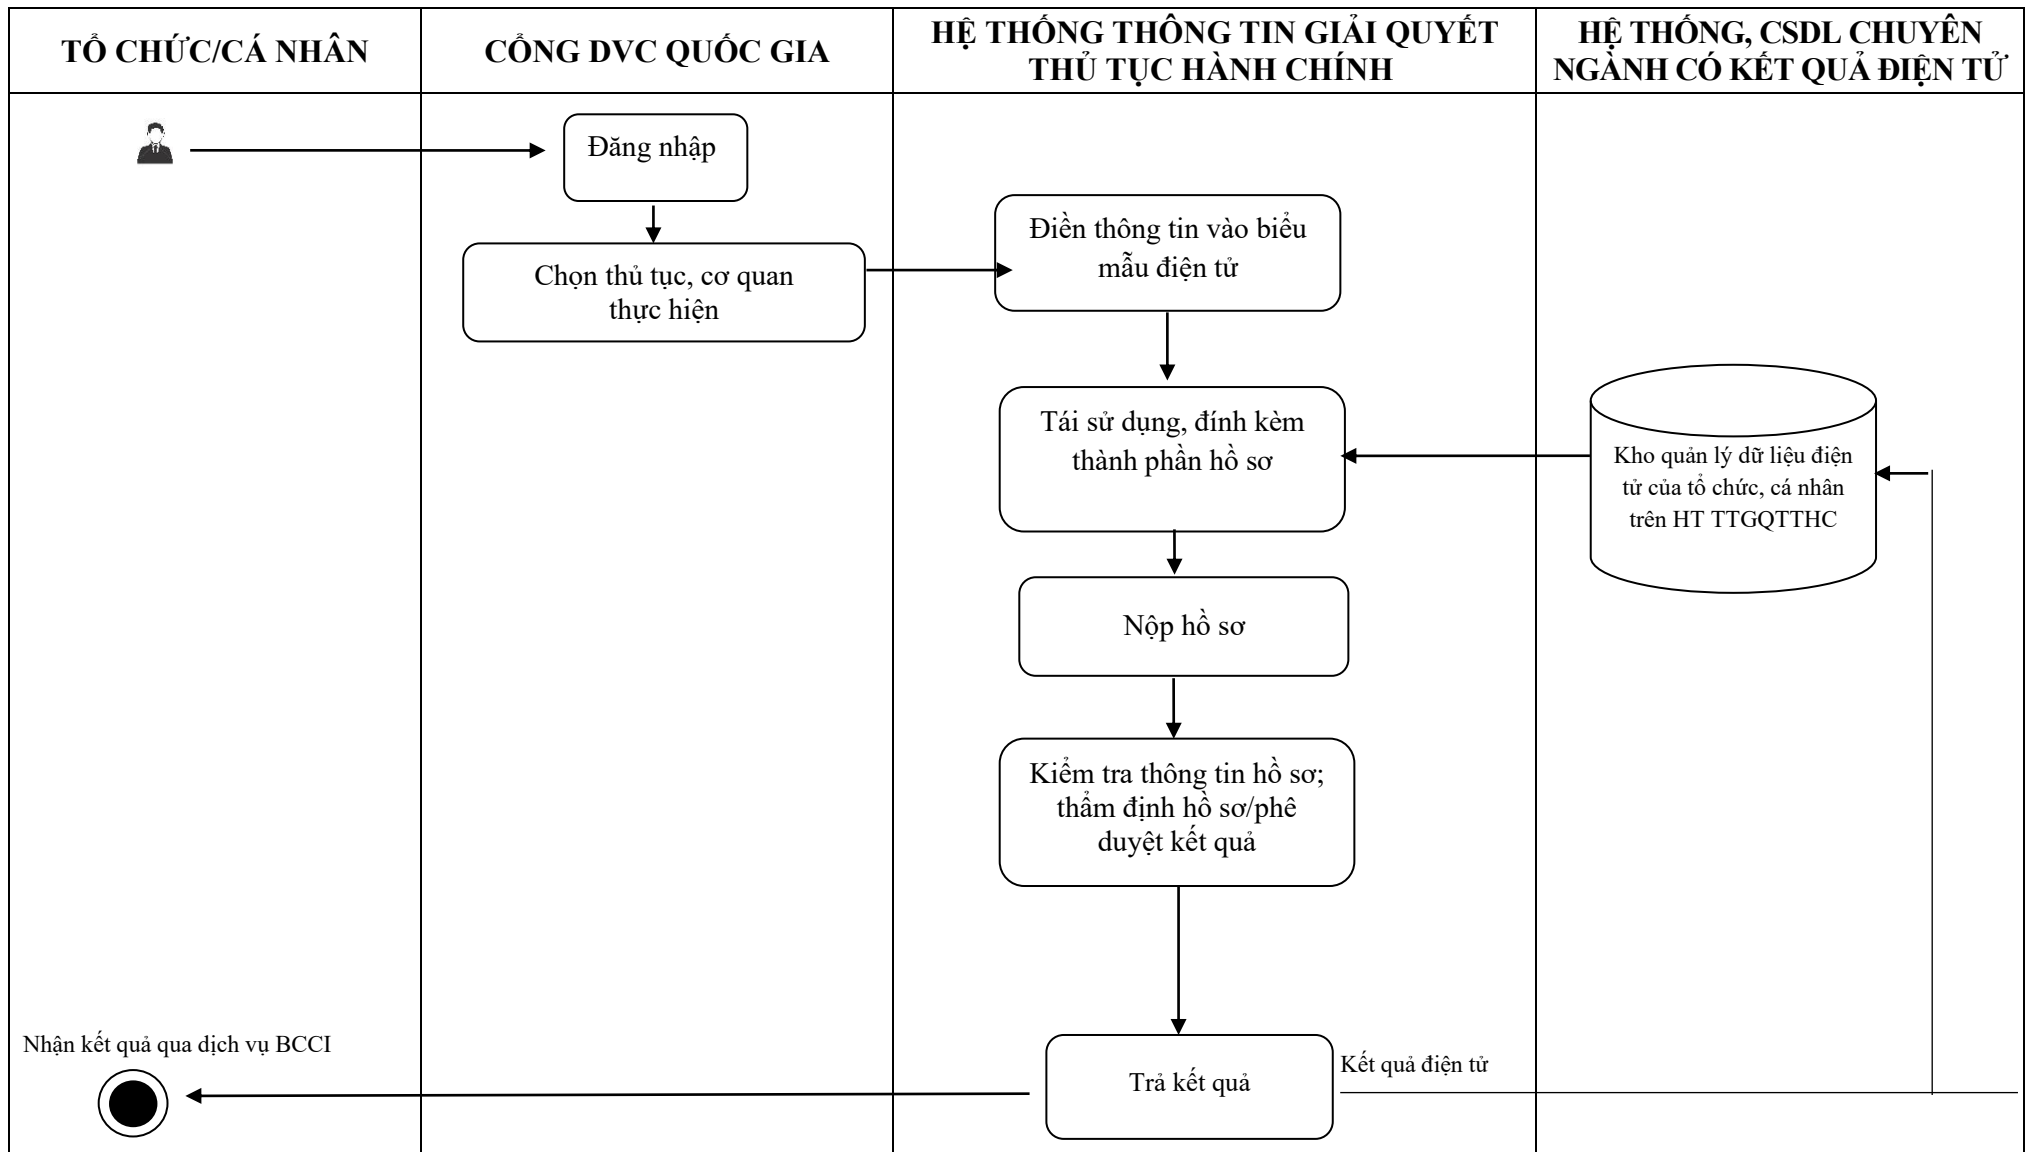 TỔ CHỨC/CÁ NHÂN
CỔNG DVC QUỐC GIA
HỆ THỐNG THÔNG TIN GIẢI QUYẾT
THỦ TỤC HÀNH CHÍNH
HỆ THỐNG, CSDL CHUYÊN
NGÀNH CÓ KẾT QUẢ ĐIỆN TỬ
Đăng nhập
Chọn thủ tục, cơ quan
thực hiện
Điền thông tin vào biểu
mẫu điện tử
Tái sử dụng, đính kèm
thành phần hồ sơ
Kho quản lý dữ liệu điện
tử của tổ chức, cá nhân
trên HT TTGQTTHC
Nộp hồ sơ
Kiểm tra thông tin hồ sơ;
thẩm định hồ sơ/phê
duyệt kết quả
Nhận kết quả qua dịch vụ BCCI
Trả kết quả
Kết quả điện tử